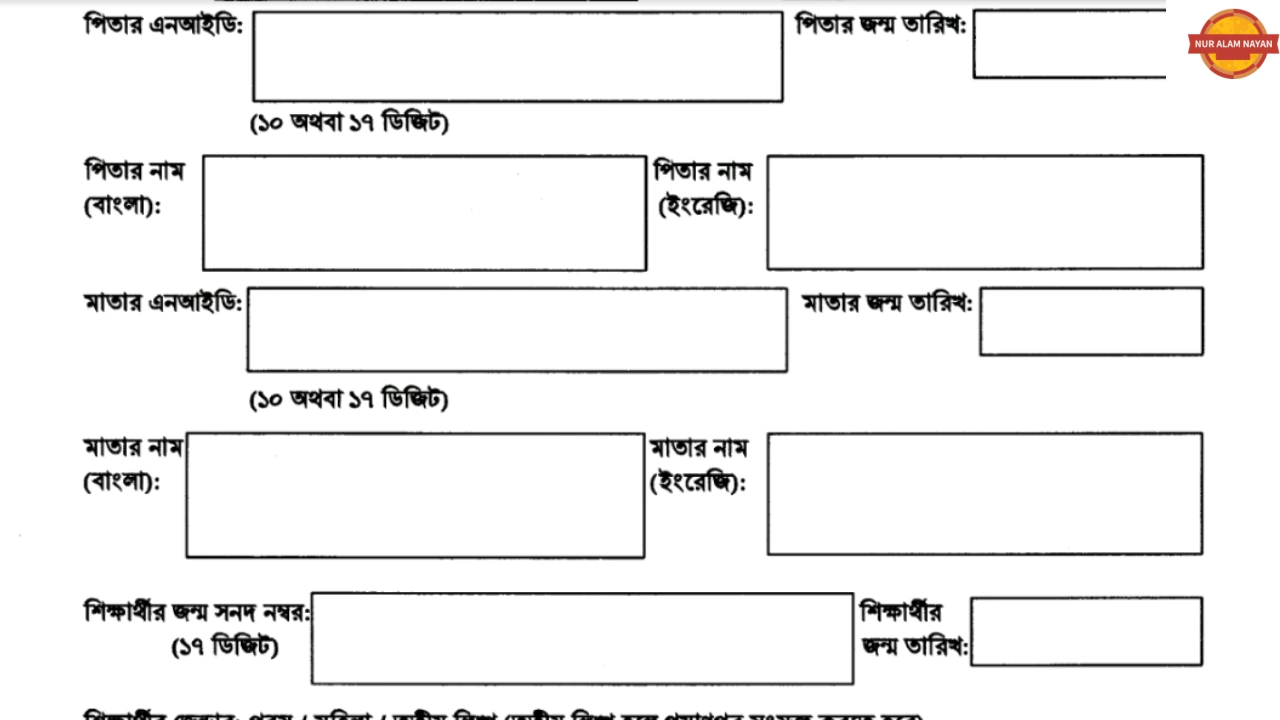 পিতার এনআইডি: পিতার জন্ম তারিখ:
NUR ALAM NAYAN
(১০ অথবা ১৭ ডিজিট)
পিতার নাম পিতার নাম
(বাংলা): (ইংরেজি):
মাতার এনআইডি: মাতার জন্ম তারিখ:
(১০ অথবা ১৭ ডিজিট)
মাতার নাম মাতার নাম
(বাংলা): (ইংরেজি):
শিক্ষার্থীর জন্ম সনদ নম্বর: শিক্ষার্থীর
(১৭ ডিজিট) জন্ম তারিখ: